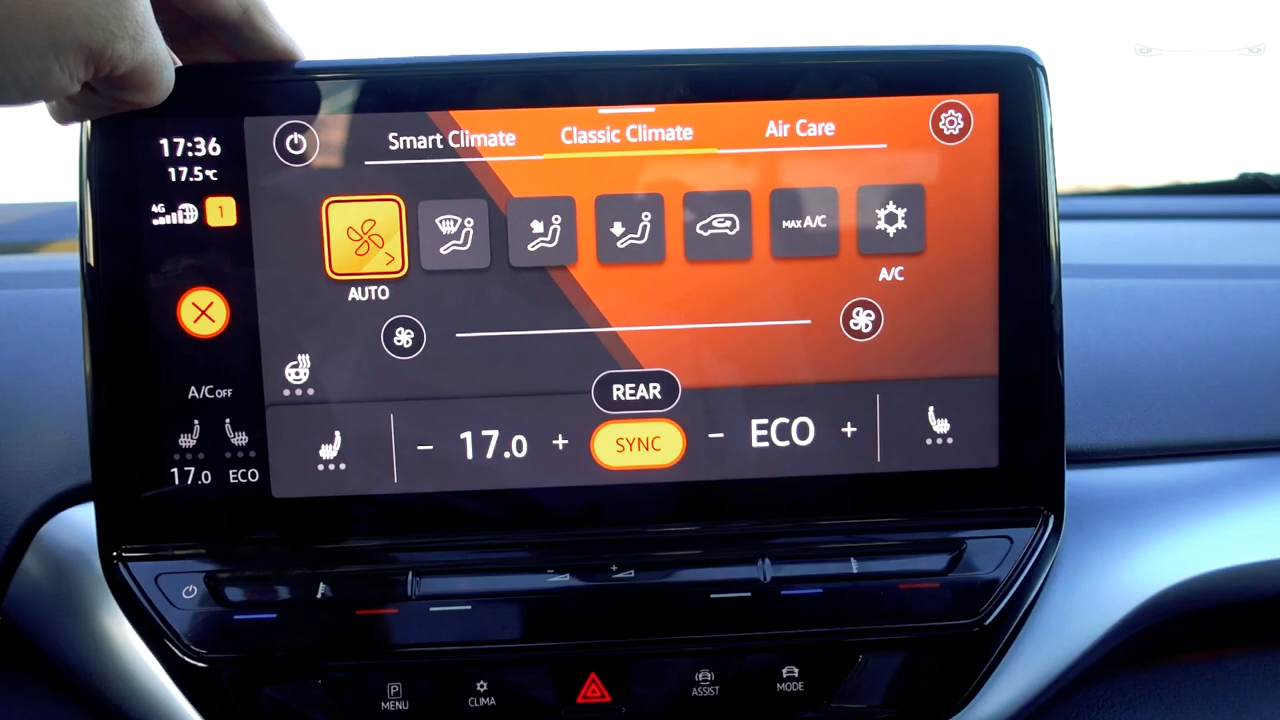 17:36
17.5°C
4G
1
A/C OFF
17.0 ECO
Smart Climate Classic Climate Air Care
MAX A/C
AUTO
A/C
REAR
- 17.0 + SYNC - ECO +
- +
P
MENU
CLIMA
ASSIST
MODE